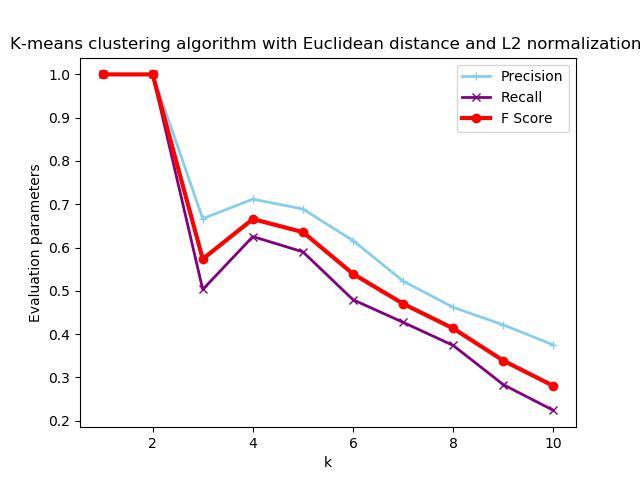 K-means clustering algorithm with Euclidean distance and L2 normalization
1.0
0.9
0.8
0.7
0.6
0.5
0.4
0.3
0.2
Evaluation parameters
Precision
Recall
F Score
2
4
6
8
10
k